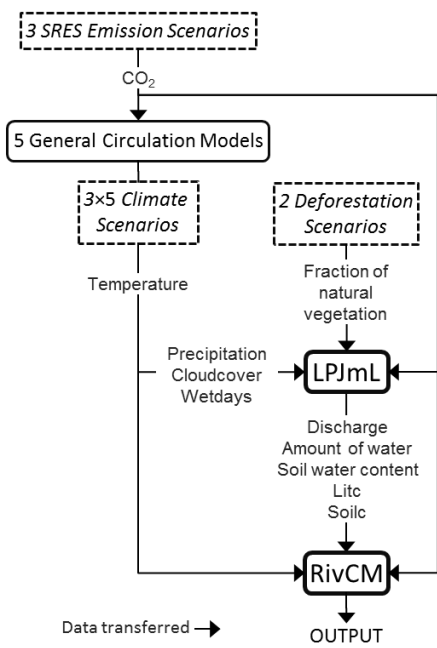 3 SRES Emission Scenarios
CO₂
5 General Circulation Models
3×5 Climate
Scenarios
2 Deforestation
Scenarios
Temperature
Fraction of
natural
vegetation
Precipitation
Cloudcover
Wetdays
LPJmL
Discharge
Amount of water
Soil water content
Litc
Soilc
RivCM
Data transferred
OUTPUT